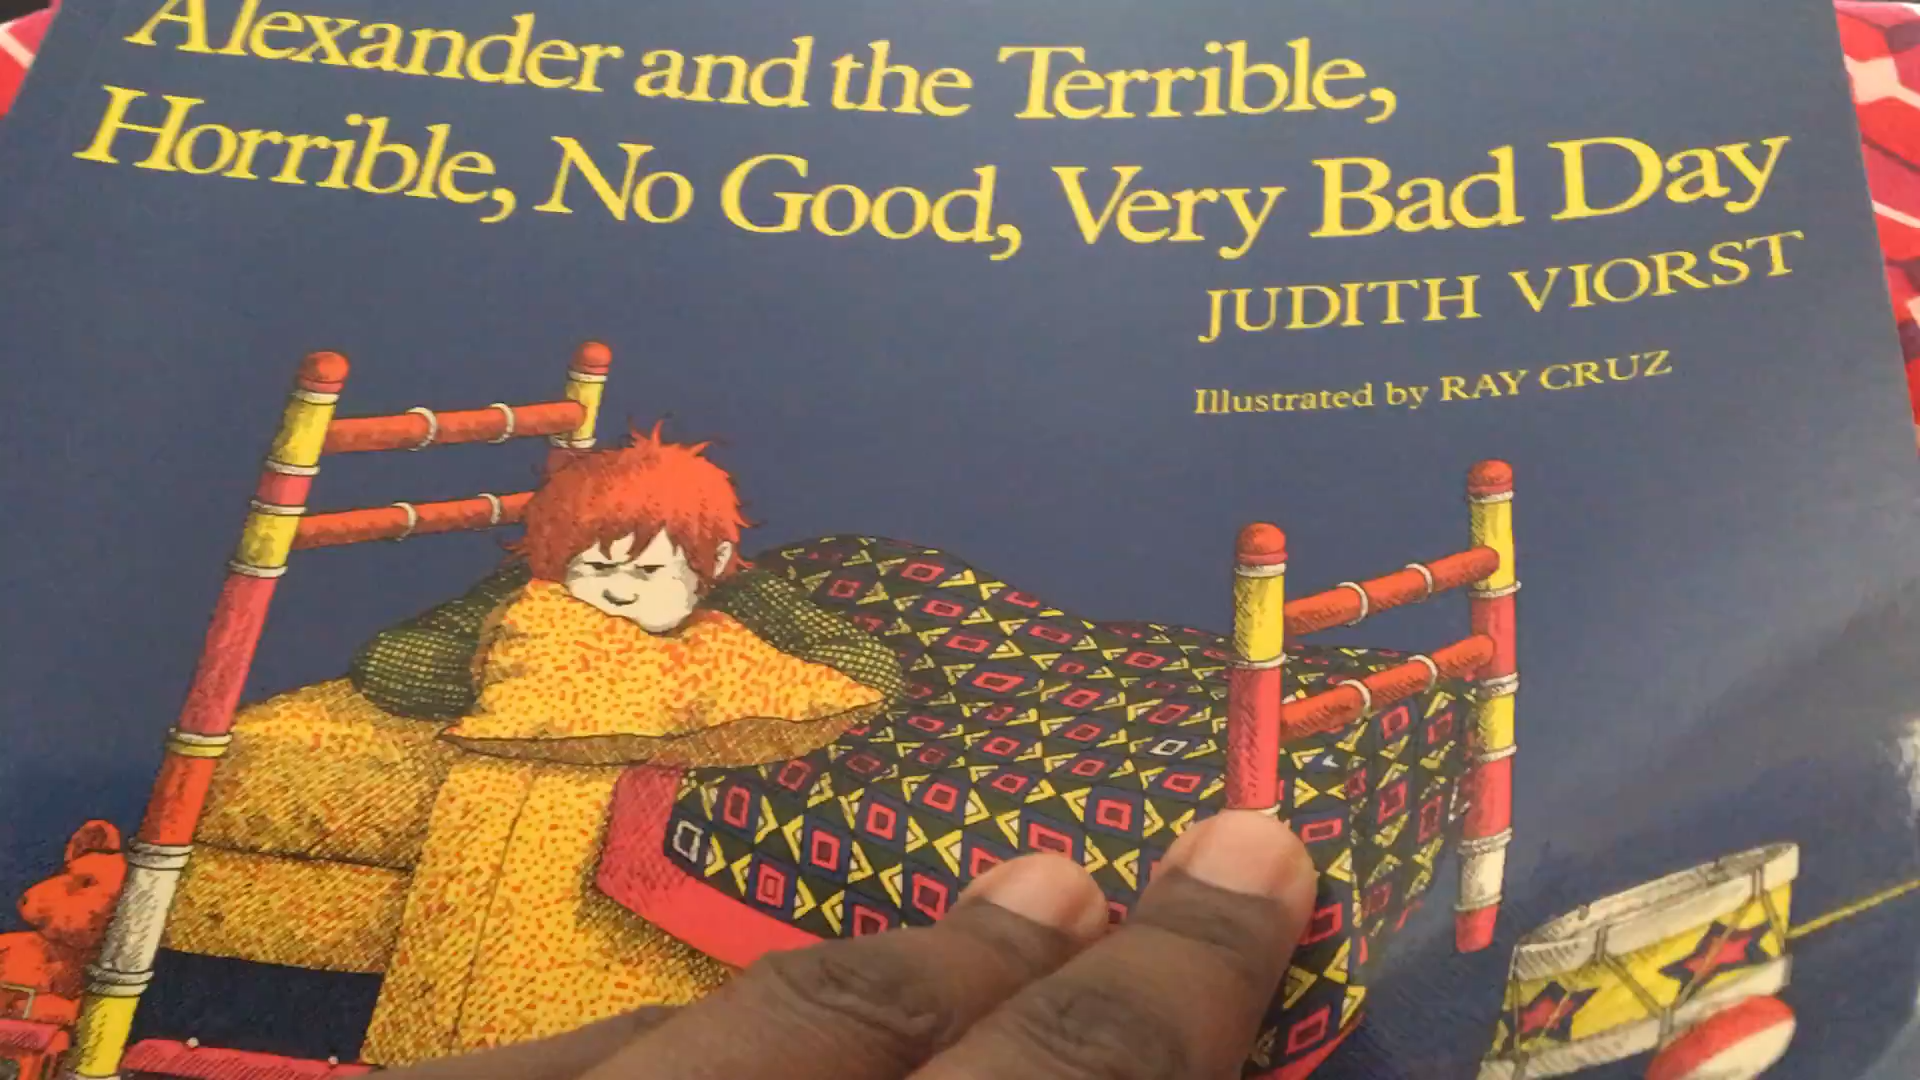 Alexander and the Terrible,
Horrible, No Good, Very Bad Day
JUDITH VIORST
Illustrated by RAY CRUZ